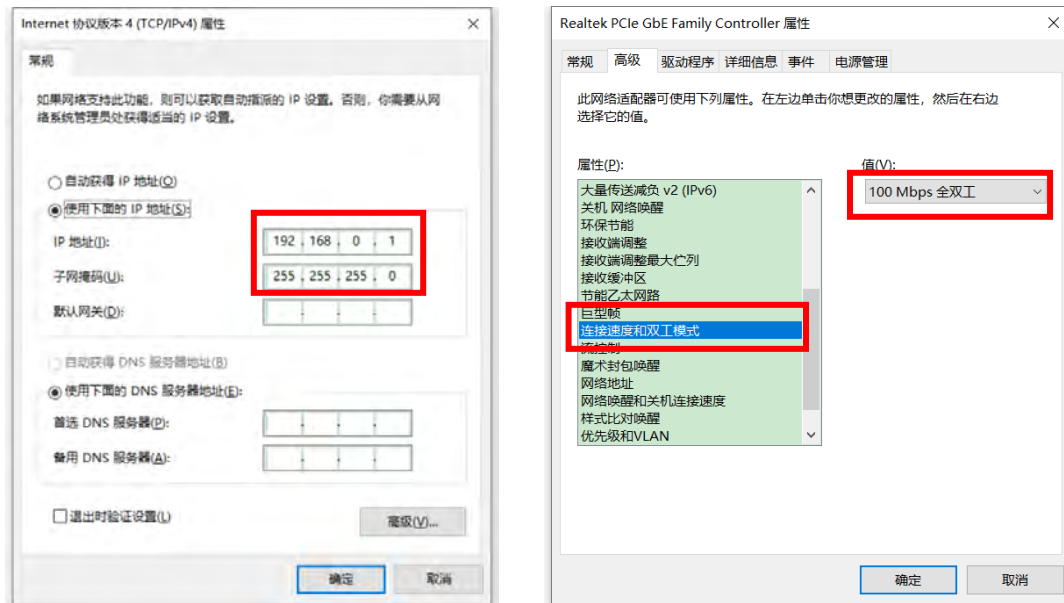 Internet 协议版本 4 (TCP/IPv4) 属性
常规
如果网络支持此功能，则可以获取自动指派的 IP 设置。否则，你需要从网
络系统管理员处获得适当的 IP 设置。
自动获得 IP 地址(O)
使用下面的 IP 地址(S):
IP 地址(I):
192 . 168 . 0 . 1
子网掩码(U):
255 . 255 . 255 . 0
默认网关(D):
. . .
自动获得 DNS 服务器地址(B)
使用下面的 DNS 服务器地址(E):
首选 DNS 服务器(P):
. . .
备用 DNS 服务器(A):
. . .
退出时验证设置(L)
高级(V)...
确定
取消
Realtek PCIe GbE Family Controller 属性
常规
高级
驱动程序
详细信息
事件
电源管理
此网络适配器可使用下列属性。在左边单击你想更改的属性，然后在右边
选择它的值。
属性(P):
值(V):
大量传送减负 v2 (IPv6)
100 Mbps 全双工
关机 网络唤醒
环保节能
接收端调整
接收端调整最大伫列
接收缓冲区
节能乙太网路
巨型帧
连接速度和双工模式
流控制
魔术封包唤醒
网络地址
网络唤醒和关机连接速度
样式比对唤醒
优先级和VLAN
确定
取消